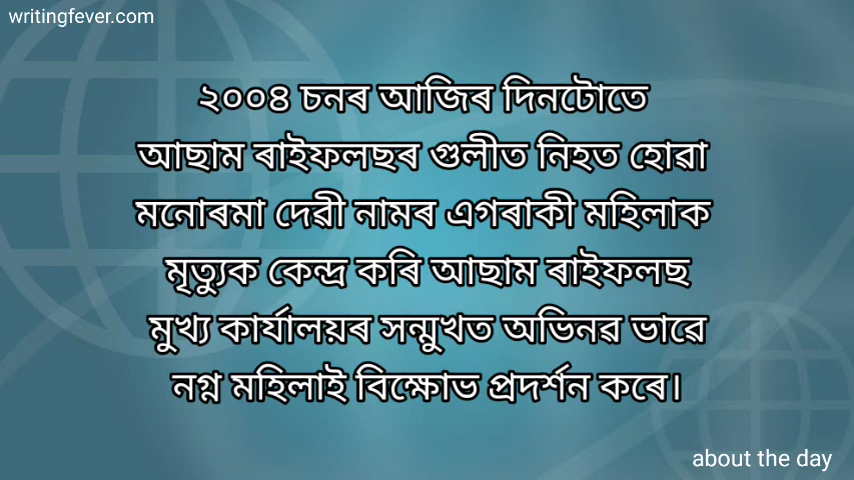 writingfever.com
২০০৪ চনৰ আজিৰ দিনটোতে
আছাম ৰাইফলছৰ গুলীত নিহত হোৱা
মনোৰমা দেৱী নামৰ এগৰাকী মহিলাক
মৃত্যুক কেন্দ্ৰ কৰি আছাম ৰাইফলছ
মুখ্য কাৰ্যালয়ৰ সন্মুখত অভিনৱ ভাৱে
নগ্ন মহিলাই বিক্ষোভ প্ৰদৰ্শন কৰে।
about the day